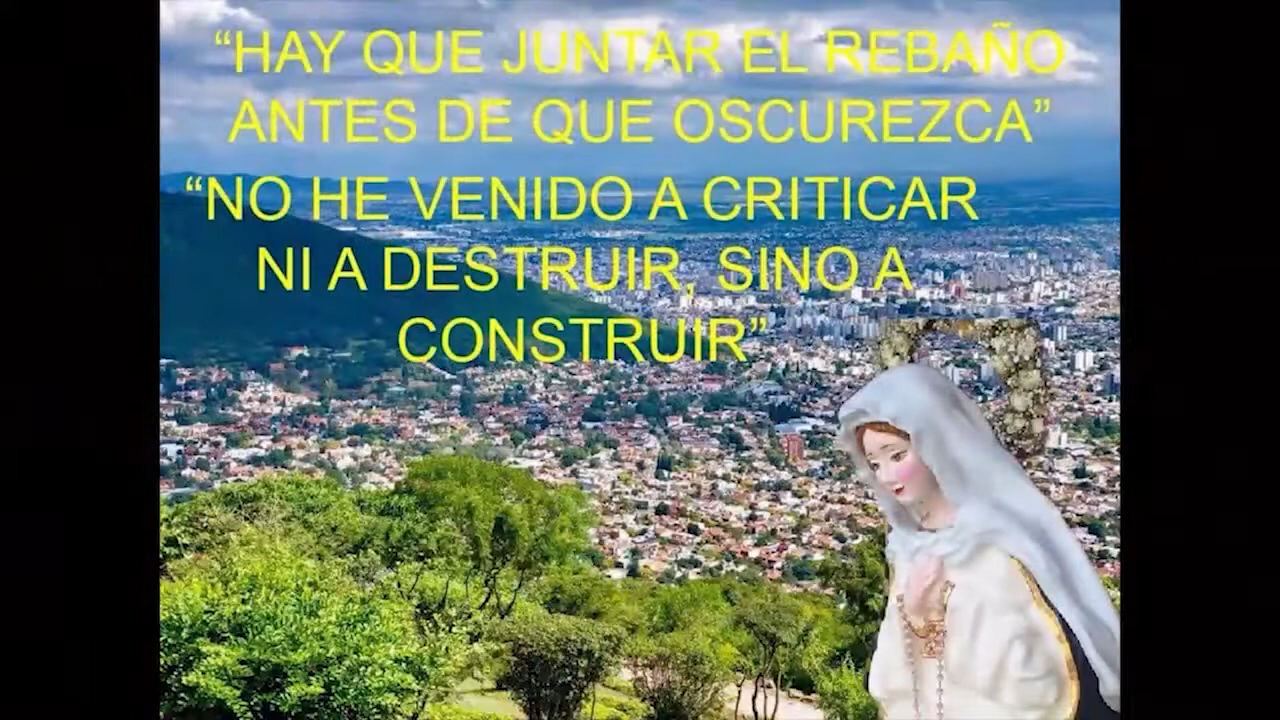 “HAY QUE JUNTAR EL REBAÑO
ANTES DE QUE OSCUREZCA”
“NO HE VENIDO A CRITICAR
NI A DESTRUIR, SINO A
CONSTRUIR”